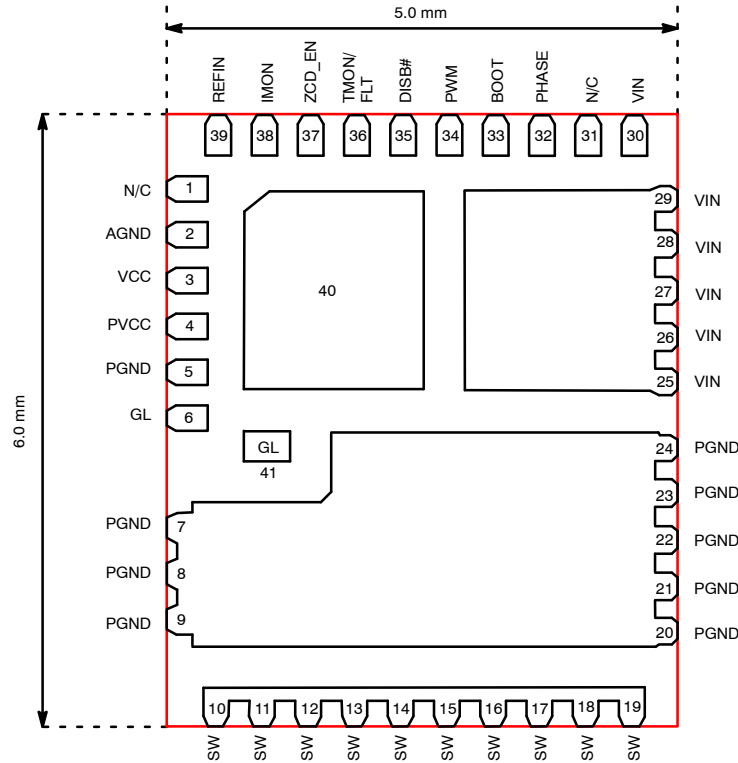 5.0 mm
REFIN
IMON
ZCD_EN
TMON/
FLT
DISB#
PWM
BOOT
PHASE
N/C
VIN
39
38
37
36
35
34
33
32
31
30
N/C
1
AGND
2
VCC
3
PVCC
4
PGND
5
GL
6
40
29
VIN
28
VIN
27
VIN
26
VIN
25
VIN
6.0 mm
GL
41
24
PGND
23
PGND
22
PGND
21
PGND
20
PGND
PGND
7
PGND
8
PGND
9
10
11
12
13
14
15
16
17
18
19
SW
SW
SW
SW
SW
SW
SW
SW
SW
SW